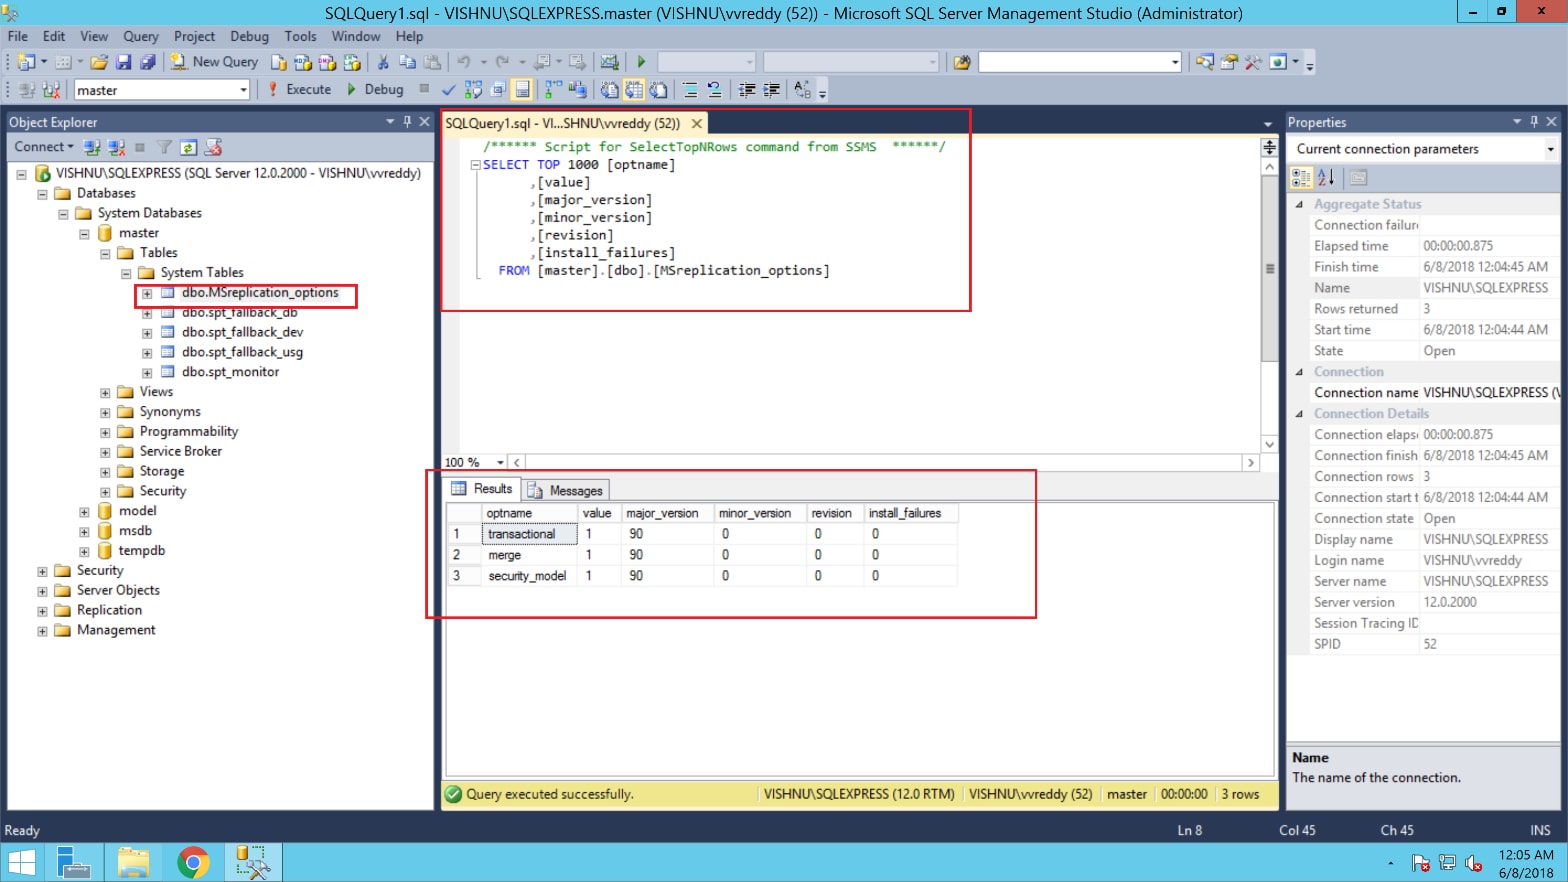 SQLQuery1.sql - VISHNU\SQLEXPRESS.master (VISHNU\vvreddy (52)) - Microsoft SQL Server Management Studio (Administrator)
File Edit View Query Project Debug Tools Window Help
New Query
master Execute Debug
Object Explorer
Connect
VISHNU\SQLEXPRESS (SQL Server 12.0.2000 - VISHNU\vvreddy)
Databases
System Databases
master
Tables
System Tables
dbo.MSreplication_options
dbo.spt_fallback_db
dbo.spt_fallback_dev
dbo.spt_fallback_usg
dbo.spt_monitor
Views
Synonyms
Programmability
Service Broker
Storage
Security
model
msdb
tempdb
Security
Server Objects
Replication
Management
SQLQuery1.sql - VI...SHNU\vvreddy (52))
/****** Script for SelectTopNRows command from SSMS ******/
SELECT TOP 1000 [optname]
,[value]
,[major_version]
,[minor_version]
,[revision]
,[install_failures]
FROM [master].[dbo].[MSreplication_options]
100 %
Results Messages
optname value major_version minor_version revision install_failures
1 transactional 1 90 0 0 0
2 merge 1 90 0 0 0
3 security_model 1 90 0 0 0
Query executed successfully. VISHNU\SQLEXPRESS (12.0 RTM) VISHNU\vvreddy (52) master 00:00:00 3 rows
Properties
Current connection parameters
Aggregate Status
Connection failur
Elapsed time 00:00:00.875
Finish time 6/8/2018 12:04:45 AM
Name VISHNU\SQLEXPRESS
Rows returned 3
Start time 6/8/2018 12:04:44 AM
State Open
Connection
Connection name VISHNU\SQLEXPRESS (V
Connection Details
Connection elaps 00:00:00.875
Connection finish 6/8/2018 12:04:45 AM
Connection rows 3
Connection start t 6/8/2018 12:04:44 AM
Connection state Open
Display name VISHNU\SQLEXPRESS
Login name VISHNU\vvreddy
Server name VISHNU\SQLEXPRESS
Server version 12.0.2000
Session Tracing ID
SPID 52
Name
The name of the connection.
Ready Ln 8 Col 45 Ch 45 INS
12:05 AM
6/8/2018